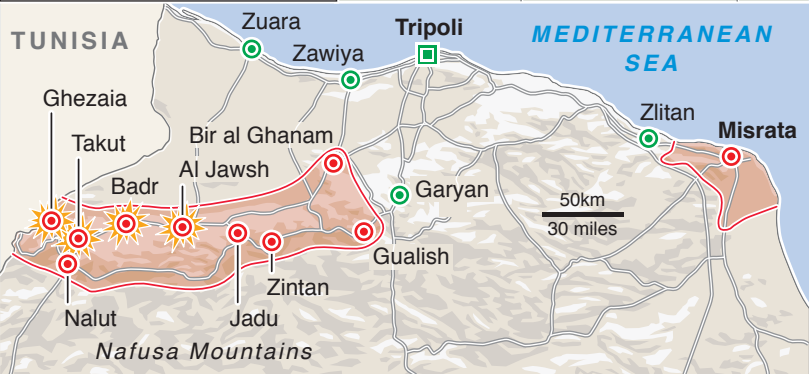 TUNISIA
Zuara
Tripoli
MEDITERRANEAN
SEA
Zawiya
Ghezaia
Takut
Bir al Ghanam
Zlitan
Misrata
Badr
Al Jawsh
Garyan
50km
30 miles
Gualish
Zintan
Nalut
Jadu
Nafusa Mountains